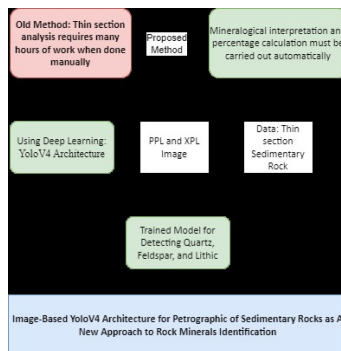 Old Method: Thin section
analysis requires many
hours of work when done
manually
Proposed
Method
Mineralogical interpretation an
percentage calculation must be
carried out automatically
Using Deep Learning:
YoloV4 Architecture
PPL and XPL
Image
Data: Thin
section
Sedimentary
Rock
Trained Model for
Detecting Quartz,
Feldspar, and Lithic
Image-Based YoloV4 Architecture for Petrographic of Sedimentary Rocks as A
New Approach to Rock Minerals Identification